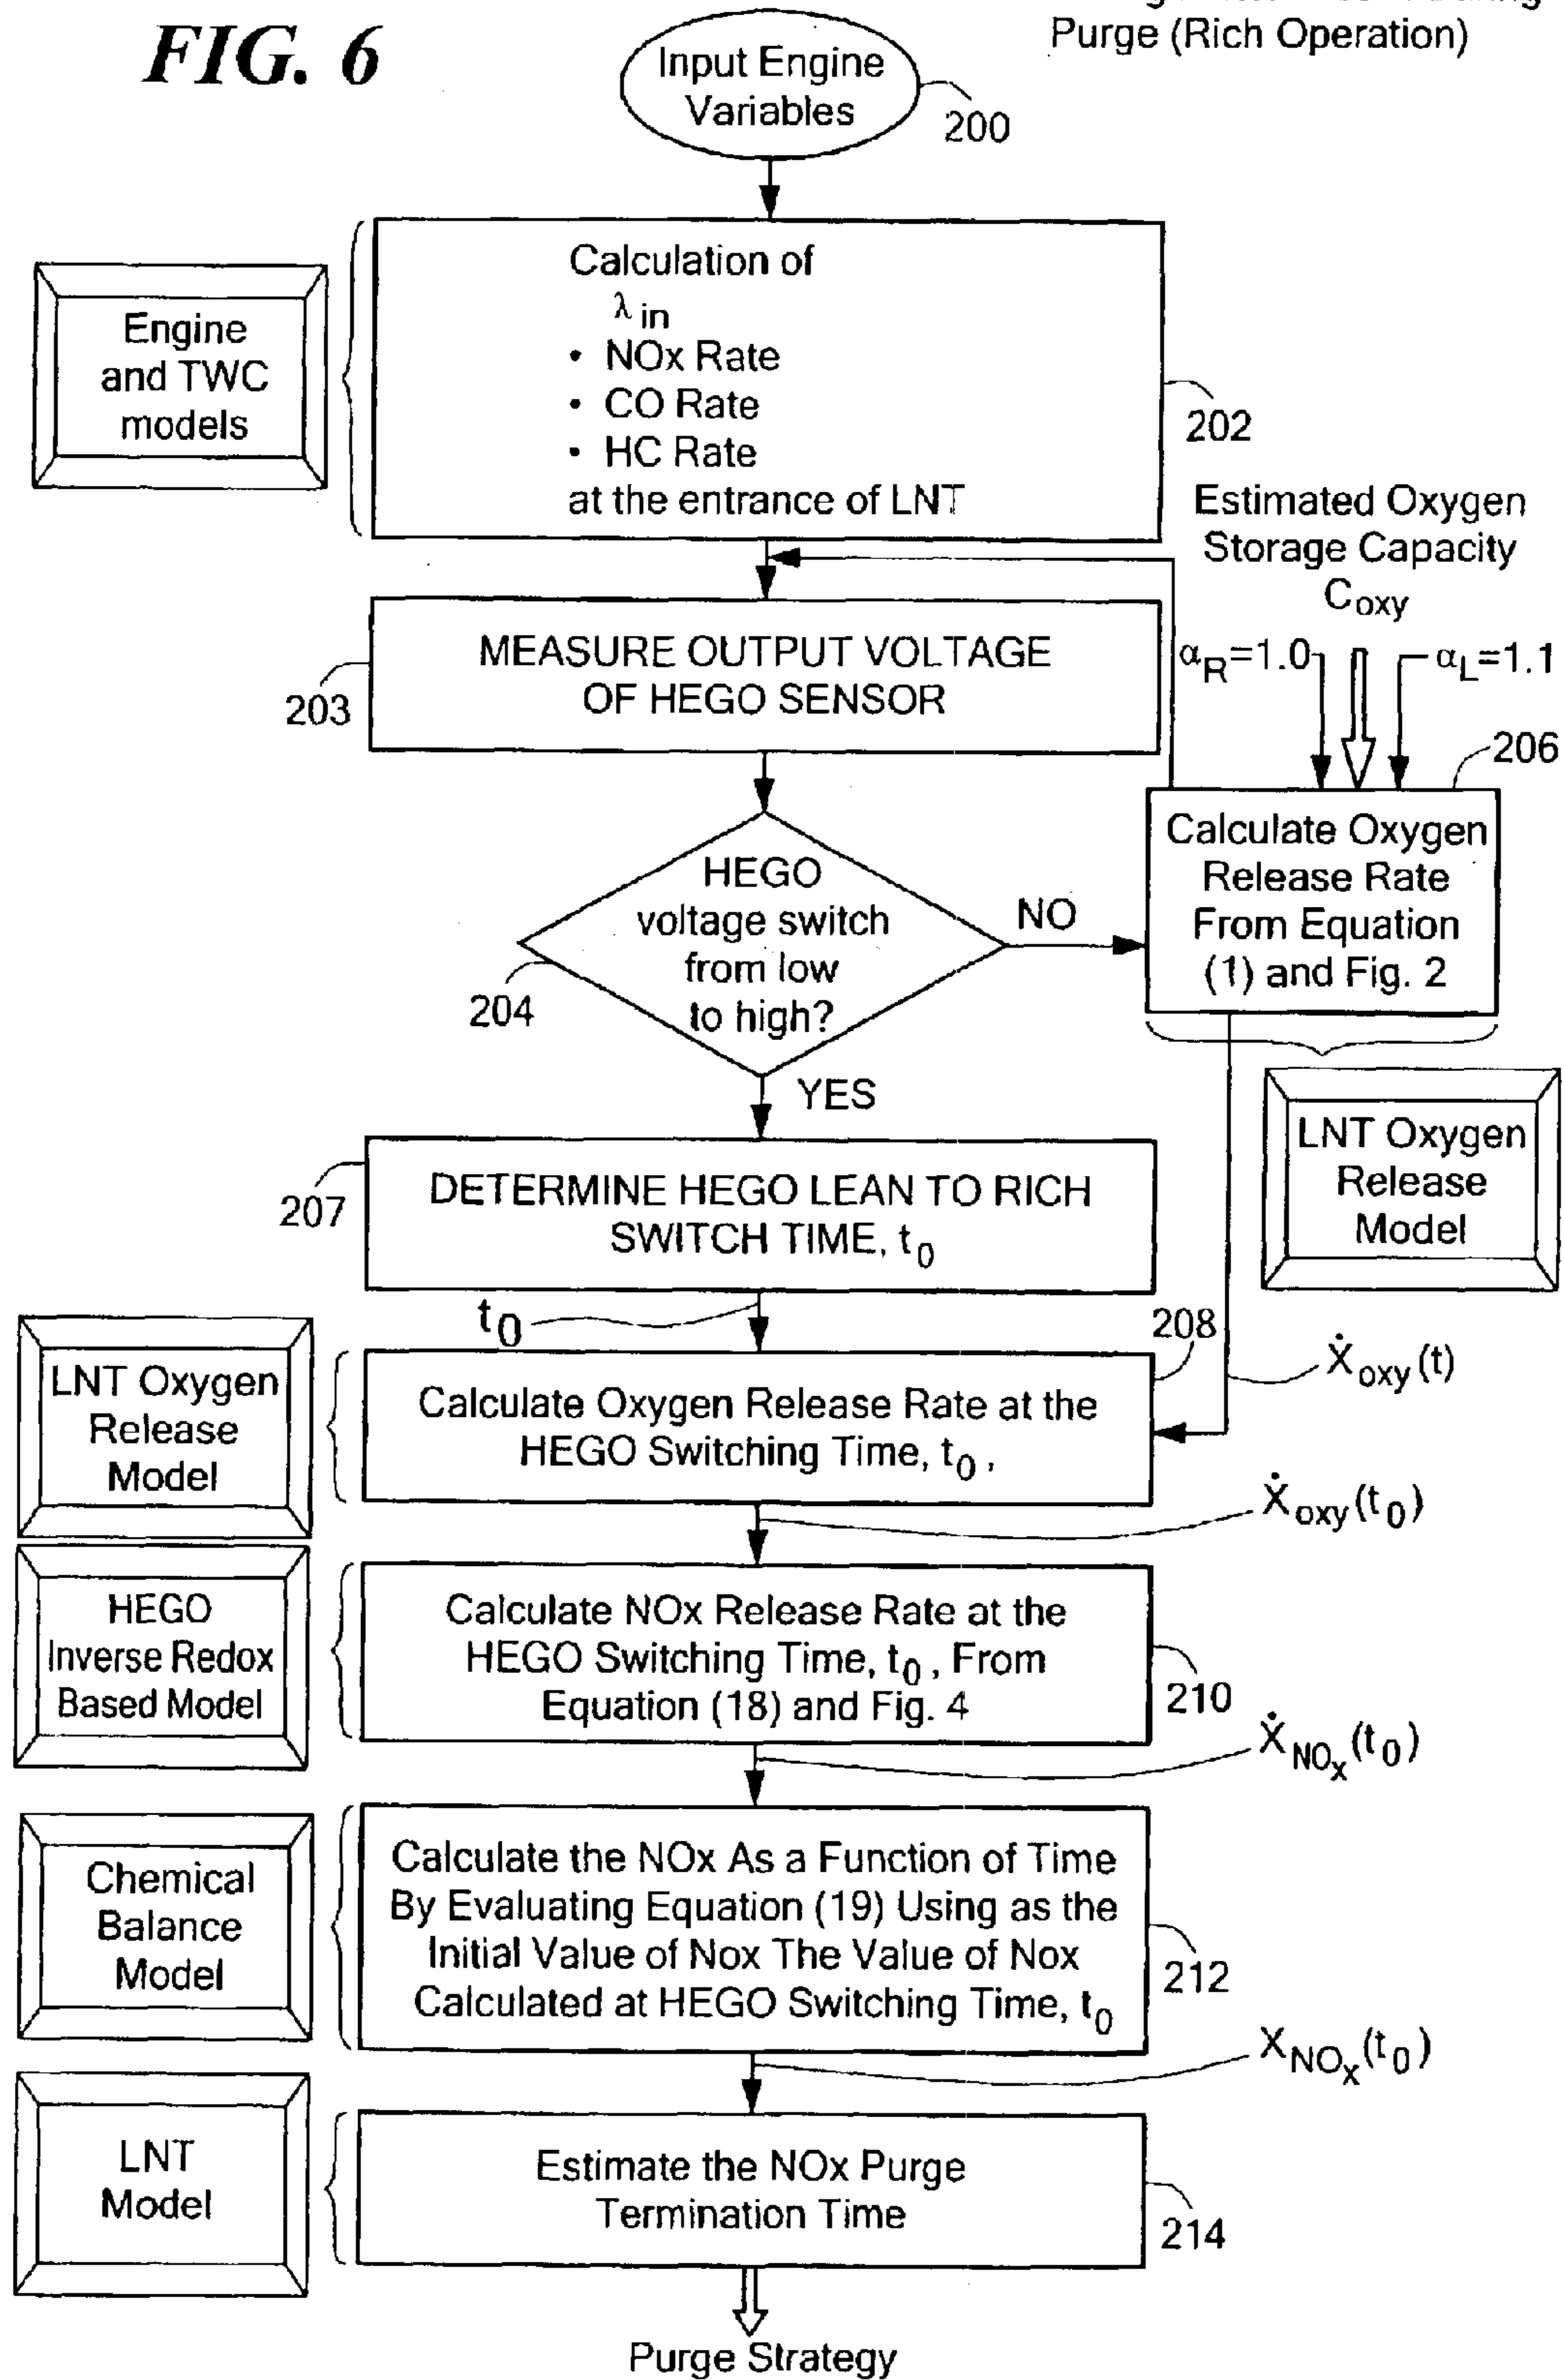 FIG. 6
Purge (Rich Operation)
Input Engine
Variables
200
Engine
and TWC
models
Calculation of
λ in
• NOx Rate
• CO Rate
• HC Rate
at the entrance of LNT
202
Estimated Oxygen
Storage Capacity
Coxy
αR=1.0
αL=1.1
MEASURE OUTPUT VOLTAGE
OF HEGO SENSOR
203
206
Calculate Oxygen
Release Rate
From Equation
(1) and Fig. 2
HEGO
voltage switch
from low
to high?
NO
204
YES
LNT Oxygen
Release
Model
DETERMINE HEGO LEAN TO RICH
SWITCH TIME, t0
207
t0
208
Ẋoxy(t)
LNT Oxygen
Release
Model
Calculate Oxygen Release Rate at the
HEGO Switching Time, t0 ,
Ẋoxy(t0)
HEGO
Inverse Redox
Based Model
Calculate NOx Release Rate at the
HEGO Switching Time, t0 , From
Equation (18) and Fig. 4
210
ẊNOx(t0)
Chemical
Balance
Model
Calculate the NOx As a Function of Time
By Evaluating Equation (19) Using as the
Initial Value of Nox The Value of Nox
Calculated at HEGO Switching Time, t0
212
XNOx(t0)
LNT
Model
Estimate the NOx Purge
Termination Time
214
Purge Strategy